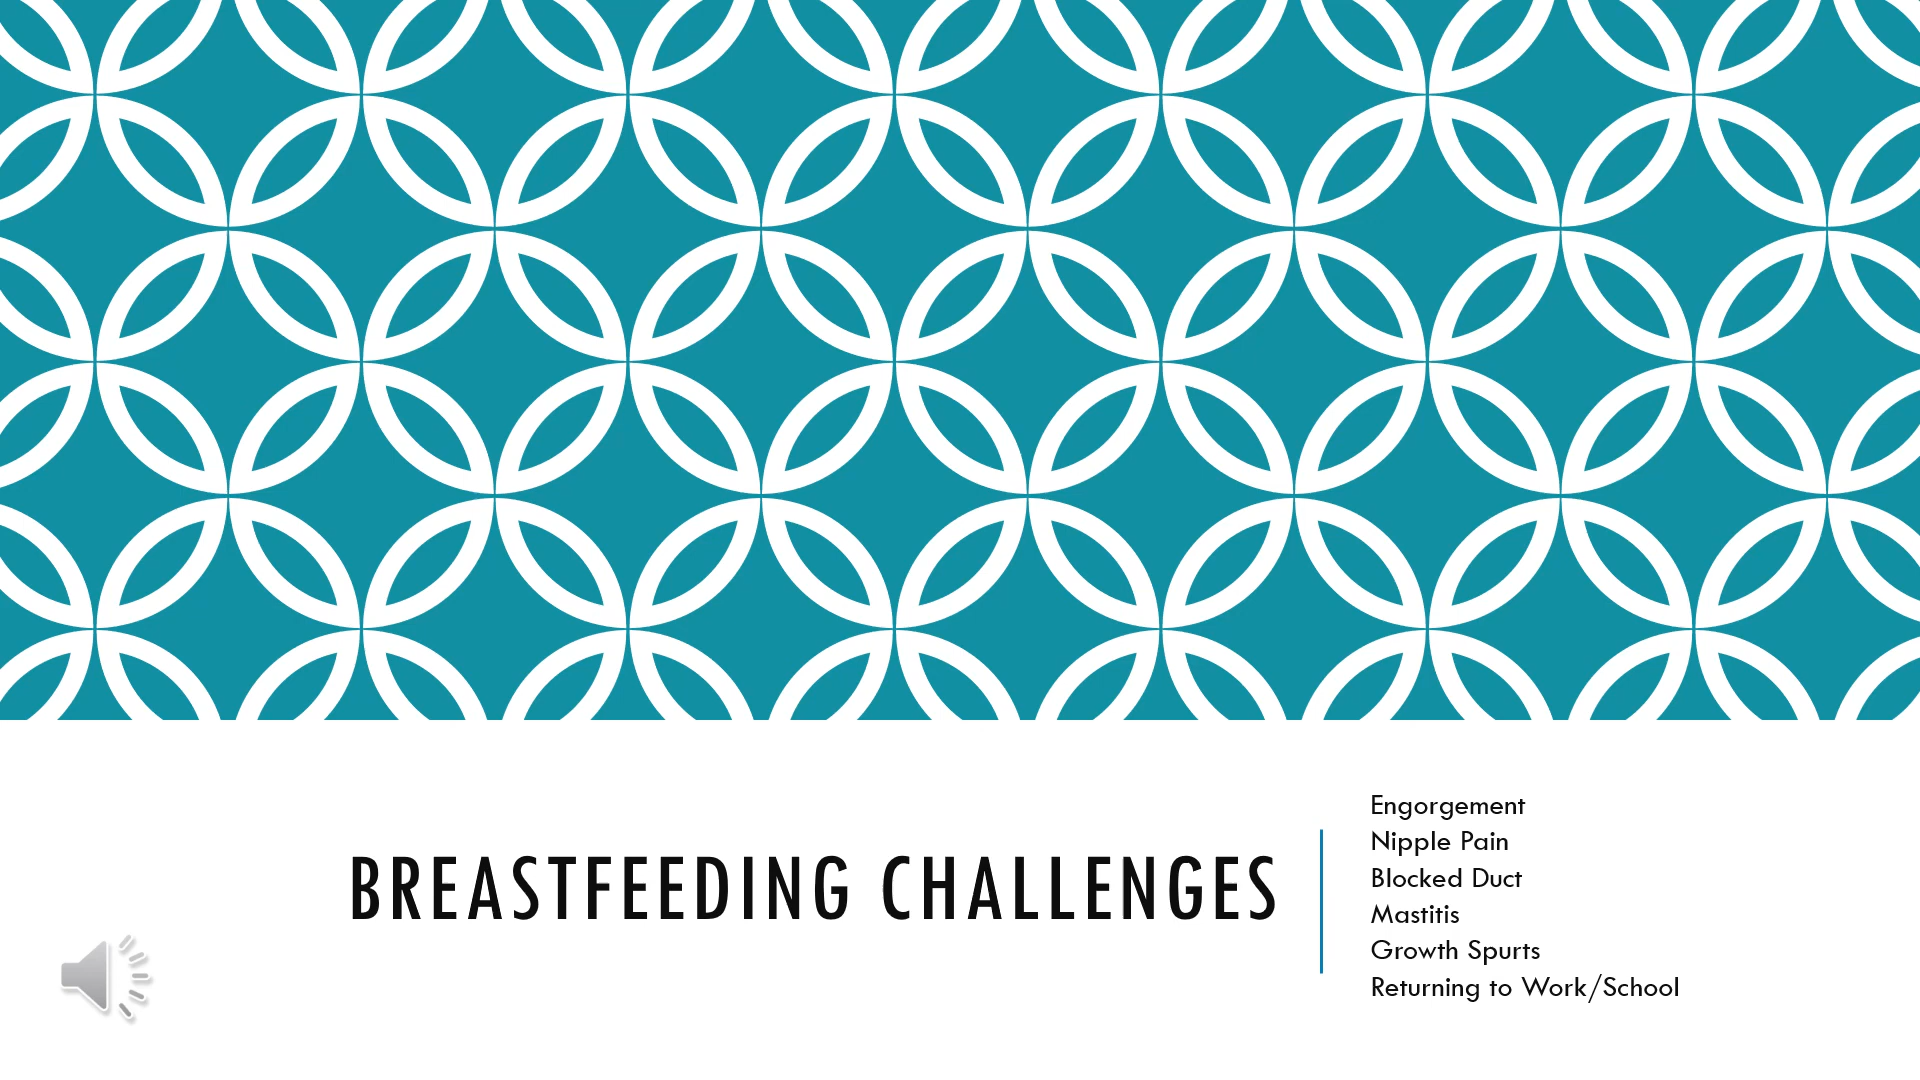 BREASTFEEDING CHALLENGES
Engorgement
Nipple Pain
Blocked Duct
Mastitis
Growth Spurts
Returning to Work/School